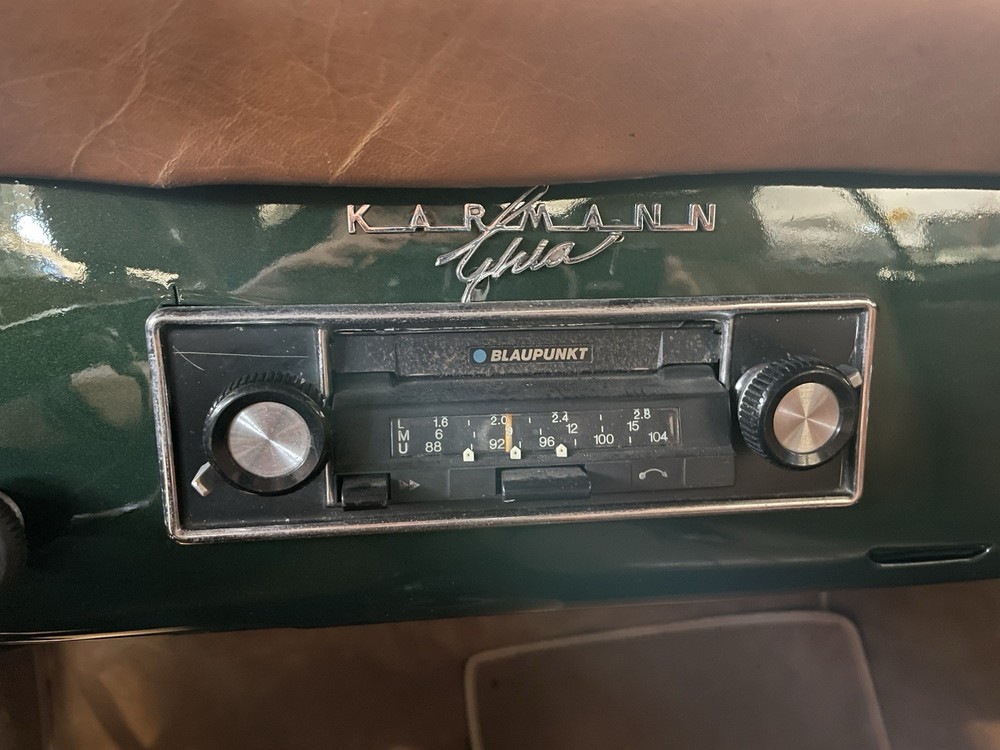 KARMANN
Ghia
BLAUPUNKT
L 1.6 2.0 2.4 2.8
M 6 9 12 15
U 88 92 96 100 104